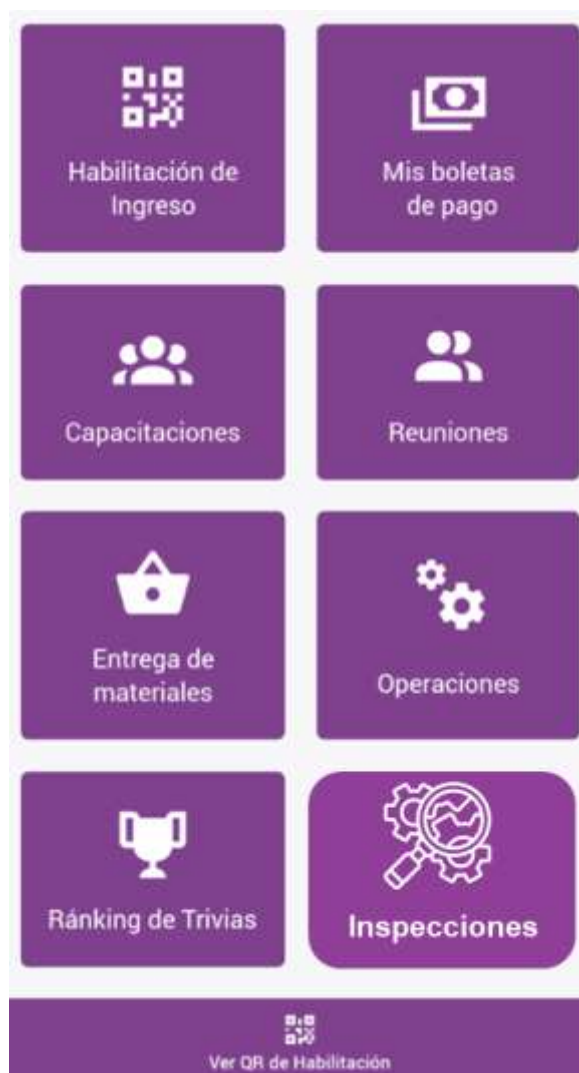 Habilitación de
Ingreso
Mis boletas
de pago
Capacitaciones
Reuniones
Entrega de
materiales
Operaciones
Ránking de Trivias
Inspecciones
Ver QR de Habilitación